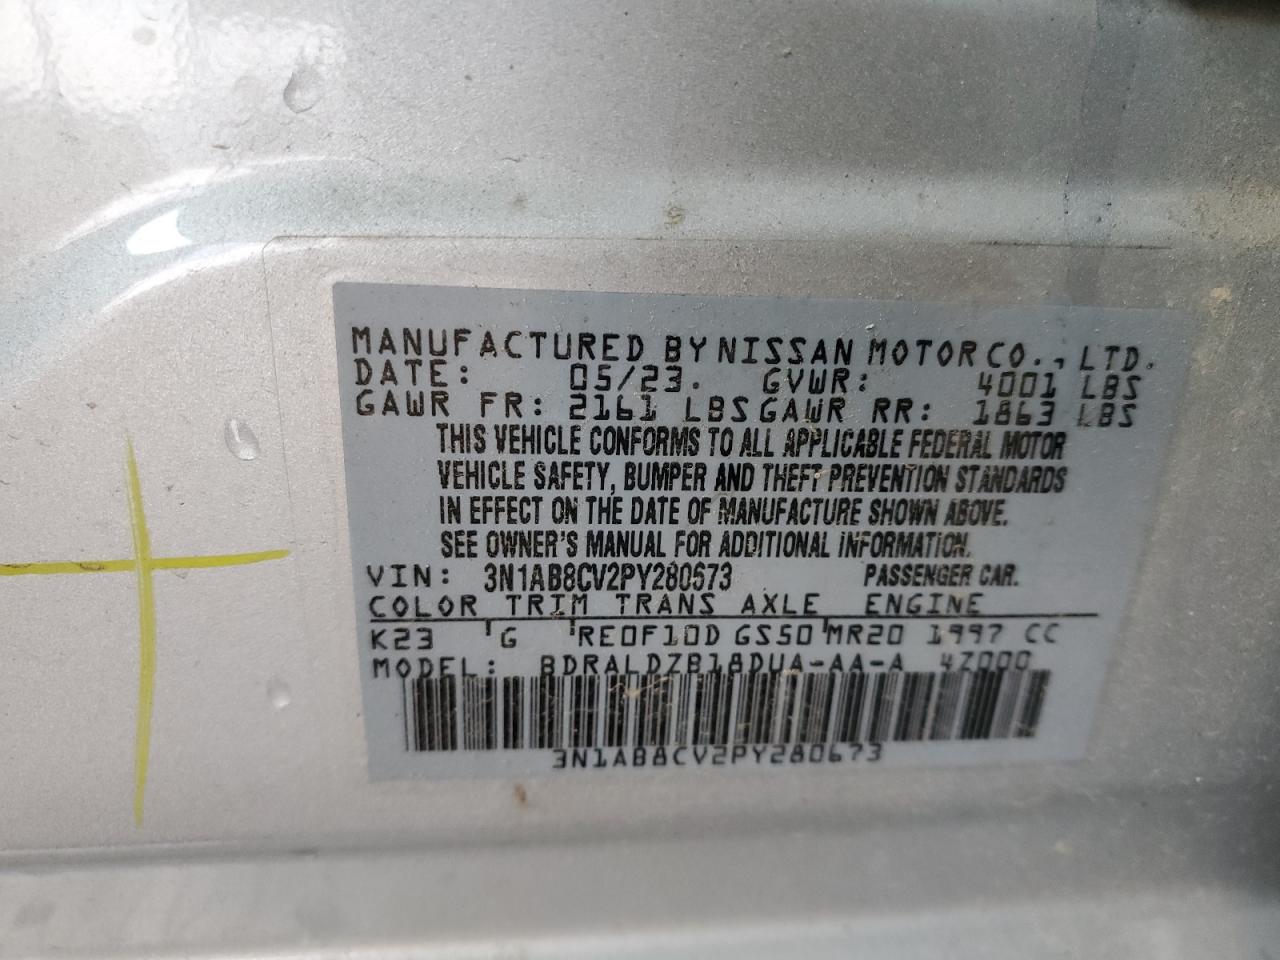 MANUFACTURED BY NISSAN MOTOR CO., LTD.
DATE: 05/23. GVWR: 4001 LBS
GAWR FR: 2161 LBS GAWR RR: 1863 LBS
THIS VEHICLE CONFORMS TO ALL APPLICABLE FEDERAL MOTOR
VEHICLE SAFETY, BUMPER AND THEFT PREVENTION STANDARDS
IN EFFECT ON THE DATE OF MANUFACTURE SHOWN ABOVE.
SEE OWNER'S MANUAL FOR ADDITIONAL INFORMATION.
VIN: 3N1AB8CV2PY280673 PASSENGER CAR.
COLOR TRIM TRANS AXLE ENGINE
K23 G RE0F10D GS50 MR20 1997 CC
MODEL: BDRALDZB18DUA-AA-A 4Z000
3N1AB8CV2PY280673